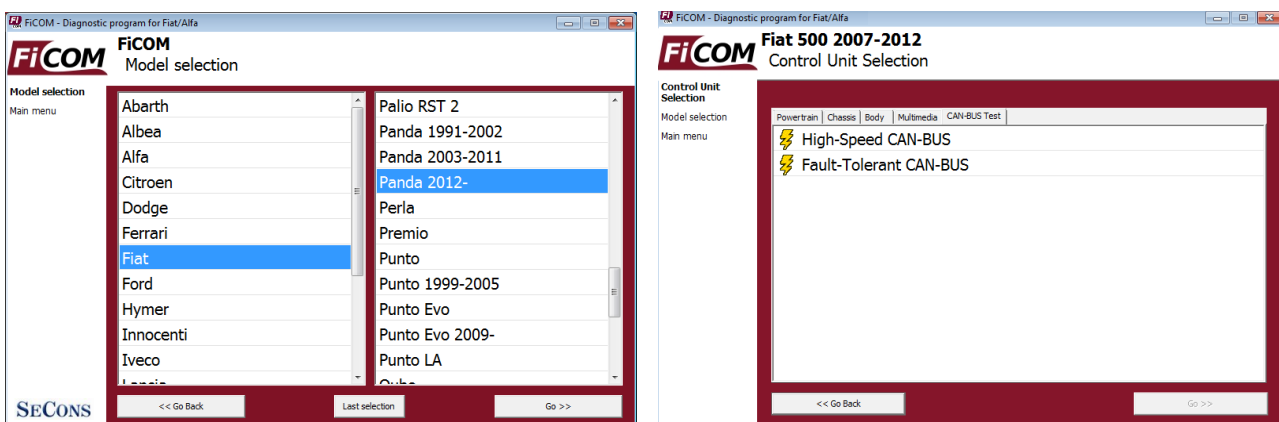 FiCOM - Diagnostic program for Fiat/Alfa
FiCOM
FiCOM
Model selection
Model selection
Main menu
Abarth
Albea
Alfa
Citroen
Dodge
Ferrari
Fiat
Ford
Hymer
Innocenti
Iveco
Lancia
Palio RST 2
Panda 1991-2002
Panda 2003-2011
Panda 2012-
Perla
Premio
Punto
Punto 1999-2005
Punto Evo
Punto Evo 2009-
Punto LA
Qubo
SECONS
<< Go Back
Last selection
Go >>
FiCOM - Diagnostic program for Fiat/Alfa
FiCOM
Fiat 500 2007-2012
Control Unit Selection
Control Unit
Selection
Model selection
Main menu
Powertrain
Chassis
Body
Multimedia
CAN-BUS Test
High-Speed CAN-BUS
Fault-Tolerant CAN-BUS
<< Go Back
Go >>